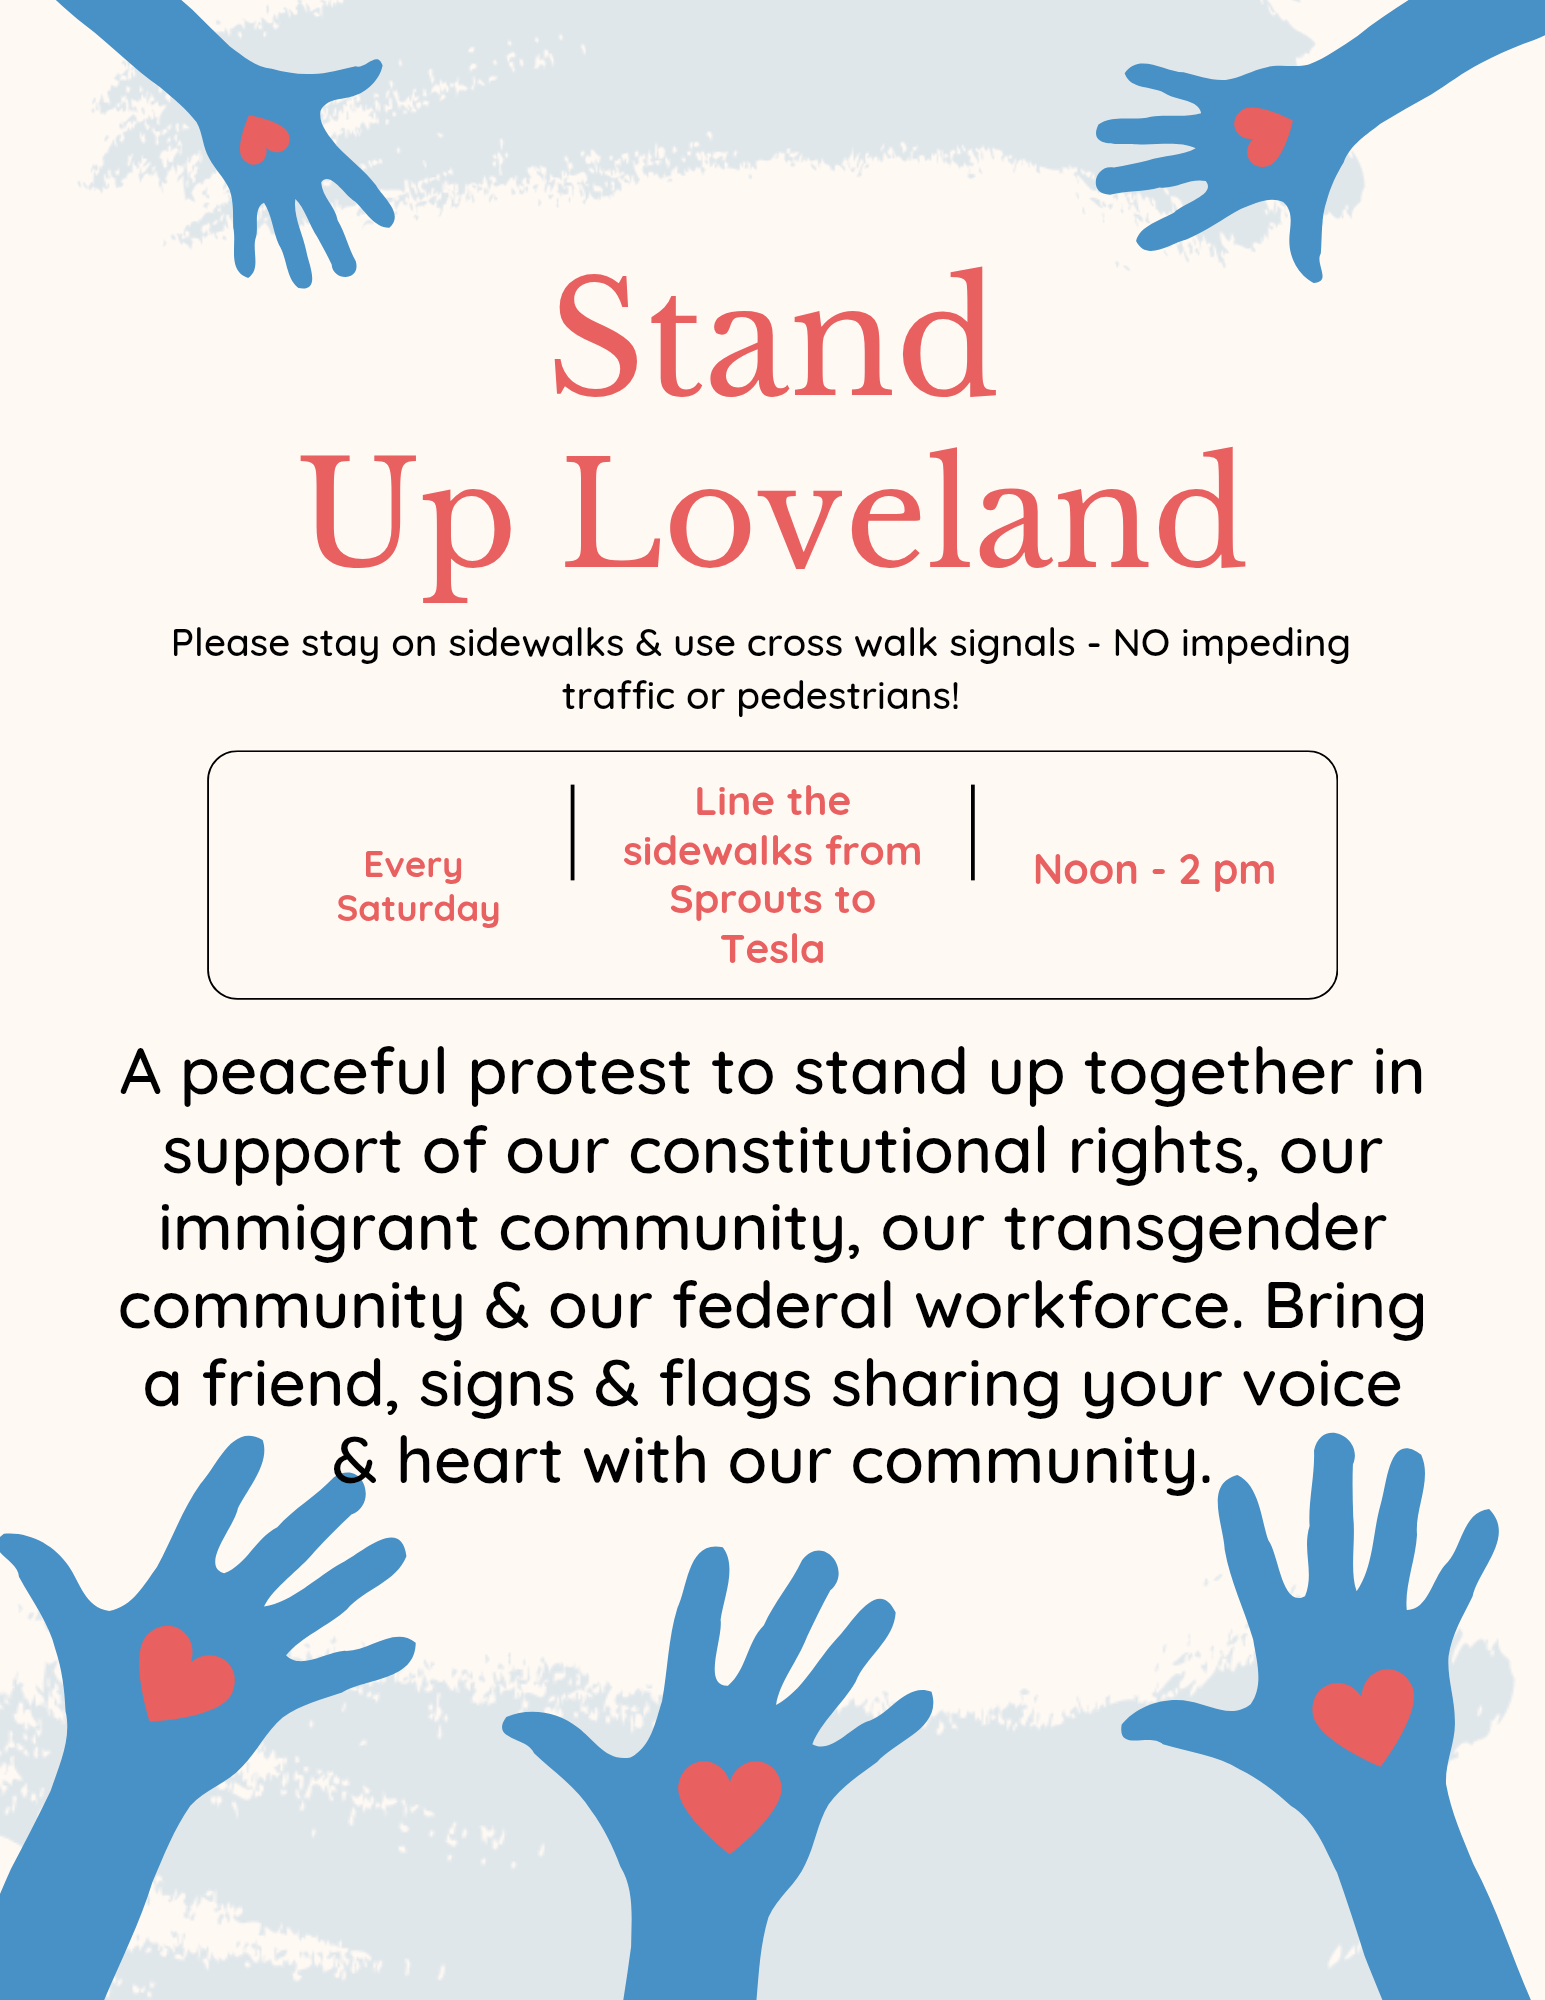 Stand
Up Loveland
Please stay on sidewalks & use cross walk signals - NO impeding
traffic or pedestrians!
Every
Saturday
Line the
sidewalks from
Sprouts to
Tesla
Noon - 2 pm
A peaceful protest to stand up together in
support of our constitutional rights, our
immigrant community, our transgender
community & our federal workforce. Bring
a friend, signs & flags sharing your voice
& heart with our community.